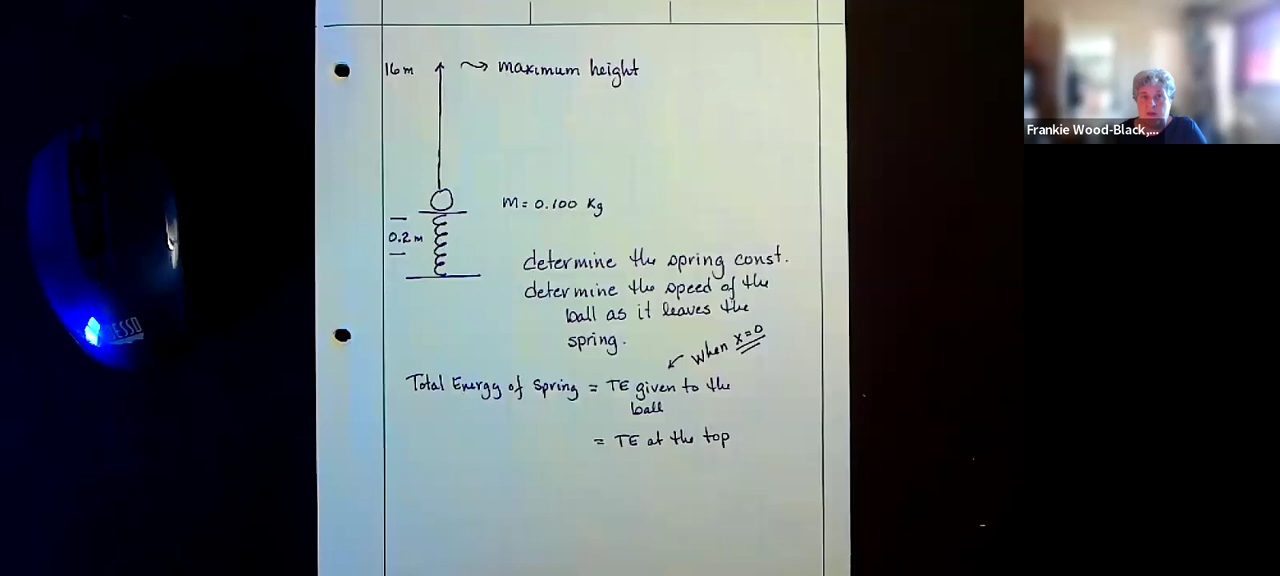 16m ~> maximum height
m = 0.100 Kg
0.2 m
determine the spring const.
determine the speed of the
ball as it leaves the
spring.
when x=0
Total Energy of Spring = TE given to the
ball
= TE at the top
Frankie Wood-Black,...